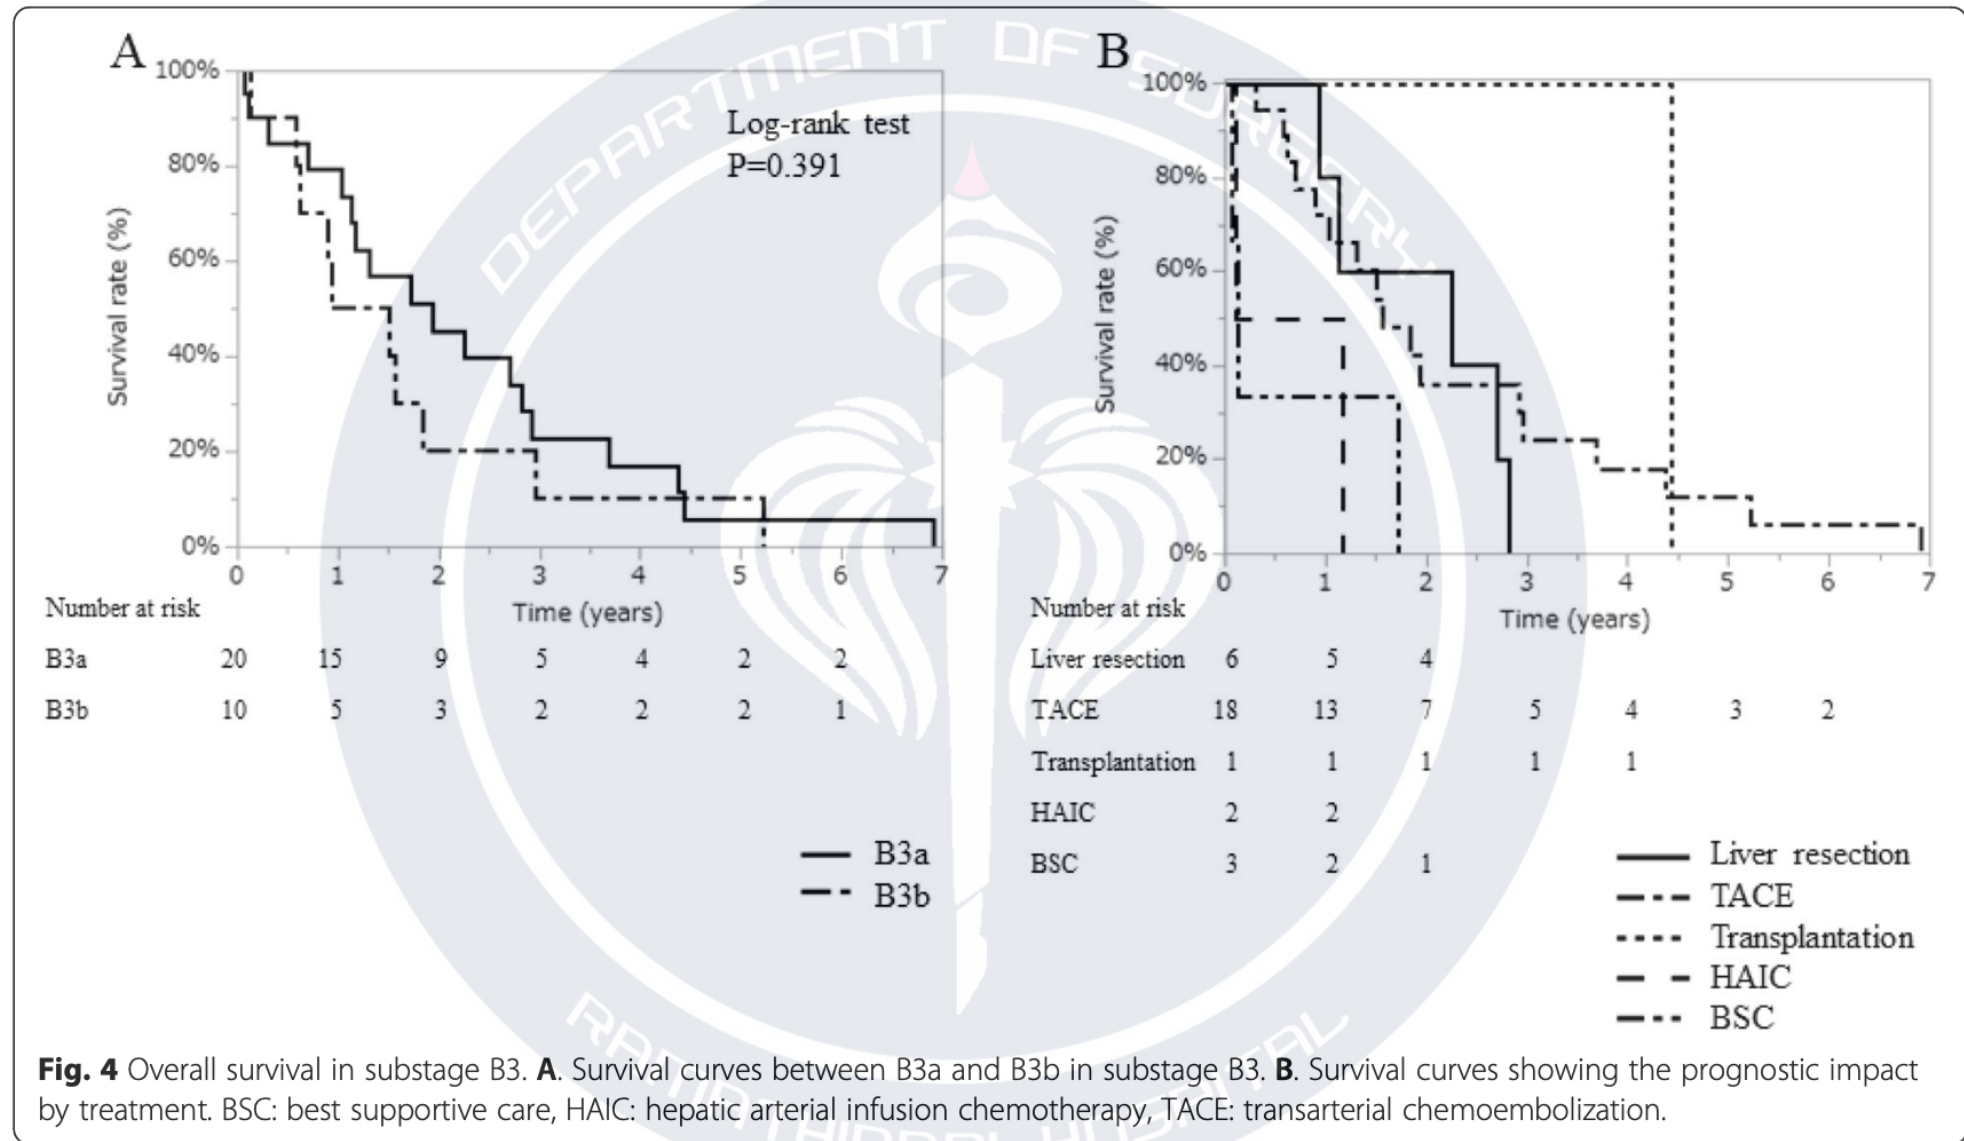 A
100%
80%
60%
40%
20%
0%
Survival rate (%)
Log-rank test
P=0.391
0 1 2 3 4 5 6 7
Time (years)
Number at risk
B3a 20 15 9 5 4 2 2
B3b 10 5 3 2 2 2 1
B3a
B3b
B
100%
80%
60%
40%
20%
0%
Survival rate (%)
0 1 2 3 4 5 6 7
Time (years)
Number at risk
Liver resection 6 5 4
TACE 18 13 7 5 4 3 2
Transplantation 1 1 1 1 1
HAIC 2 2
BSC 3 2 1
Liver resection
TACE
Transplantation
HAIC
BSC
DEPARTMENT OF SURGERY
HOSPITAL
Fig. 4 Overall survival in substage B3. A. Survival curves between B3a and B3b in substage B3. B. Survival curves showing the prognostic impact
by treatment. BSC: best supportive care, HAIC: hepatic arterial infusion chemotherapy, TACE: transarterial chemoembolization.